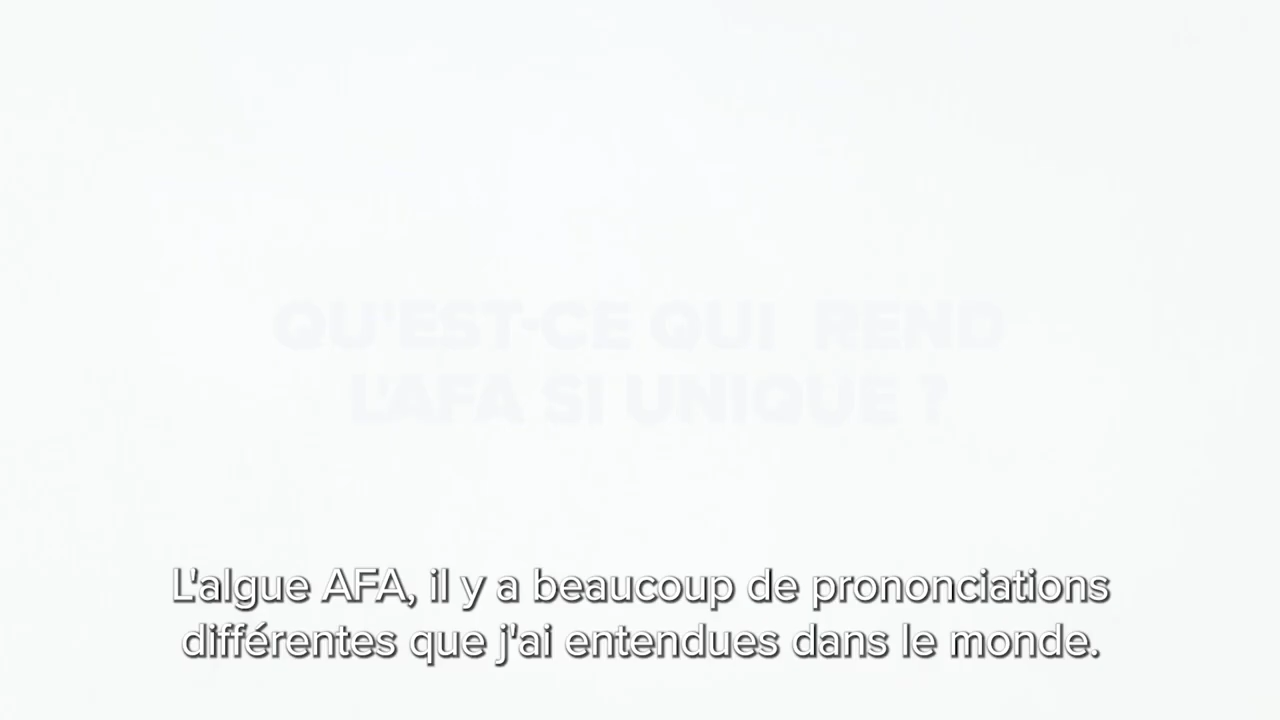 QU'EST-CE QUI REND
L'AFA SI UNIQUE ?
L'algue AFA, il y a beaucoup de prononciations
différentes que j'ai entendues dans le monde.